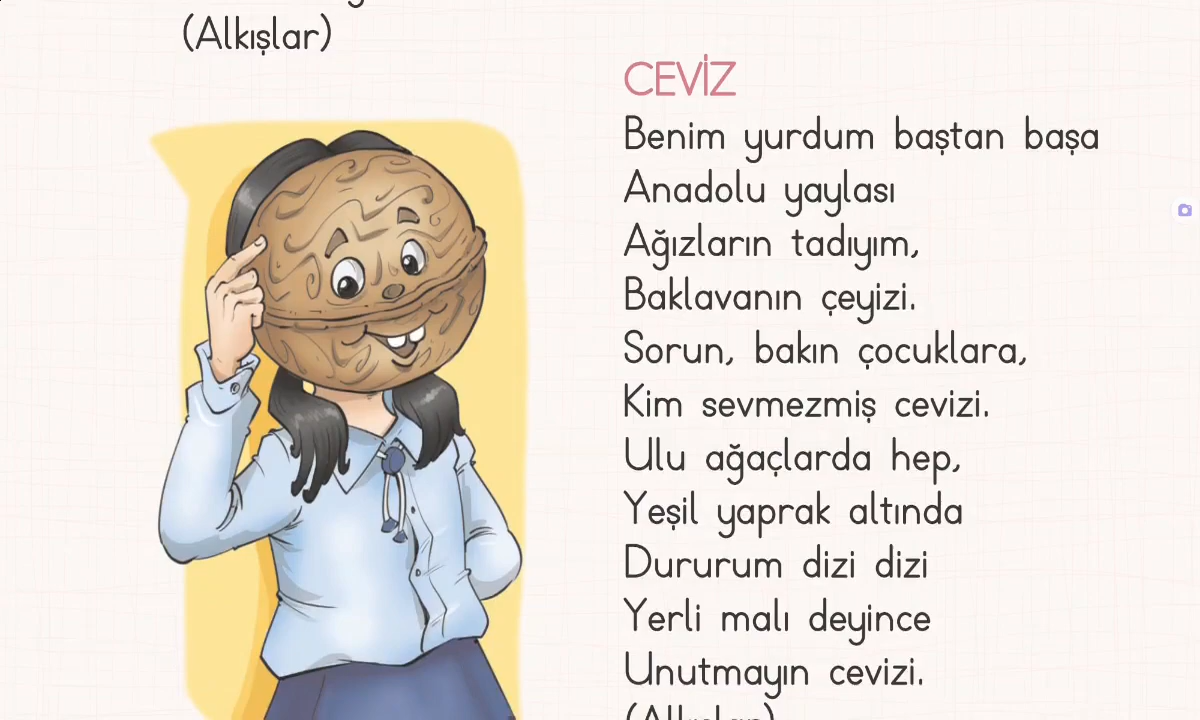 (Alkışlar)
CEVİZ
Benim yurdum baştan başa
Anadolu yaylası
Ağızların tadıyım,
Baklavanın çeyizi.
Sorun, bakın çocuklara,
Kim sevmezmiş cevizi.
Ulu ağaçlarda hep,
Yeşil yaprak altında
Dururum dizi dizi
Yerli malı deyince
Unutmayın cevizi.
(Alkışlar)